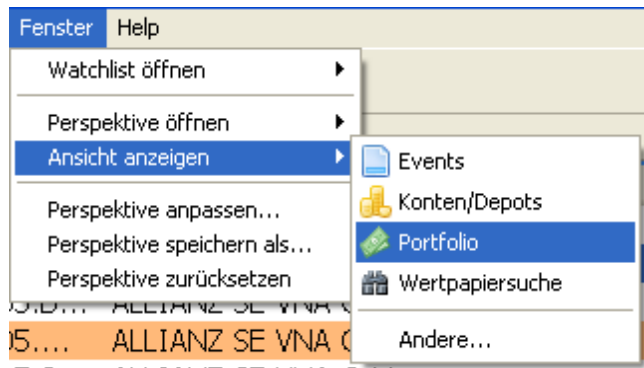 Fenster Help
Watchlist öffnen
Perspektive öffnen
Ansicht anzeigen
Events
Konten/Depots
Portfolio
Wertpapiersuche
Andere...
Perspektive anpassen...
Perspektive speichern als...
Perspektive zurücksetzen
ALLIANZ SE VNA
05.... ALLIANZ SE VNA